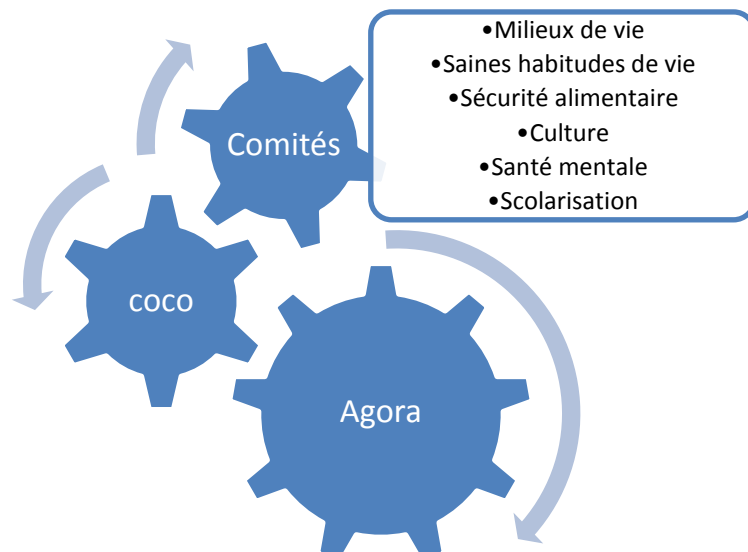 •Milieux de vie
•Saines habitudes de vie
•Sécurité alimentaire
•Culture
•Santé mentale
•Scolarisation
Comités
coco
Agora